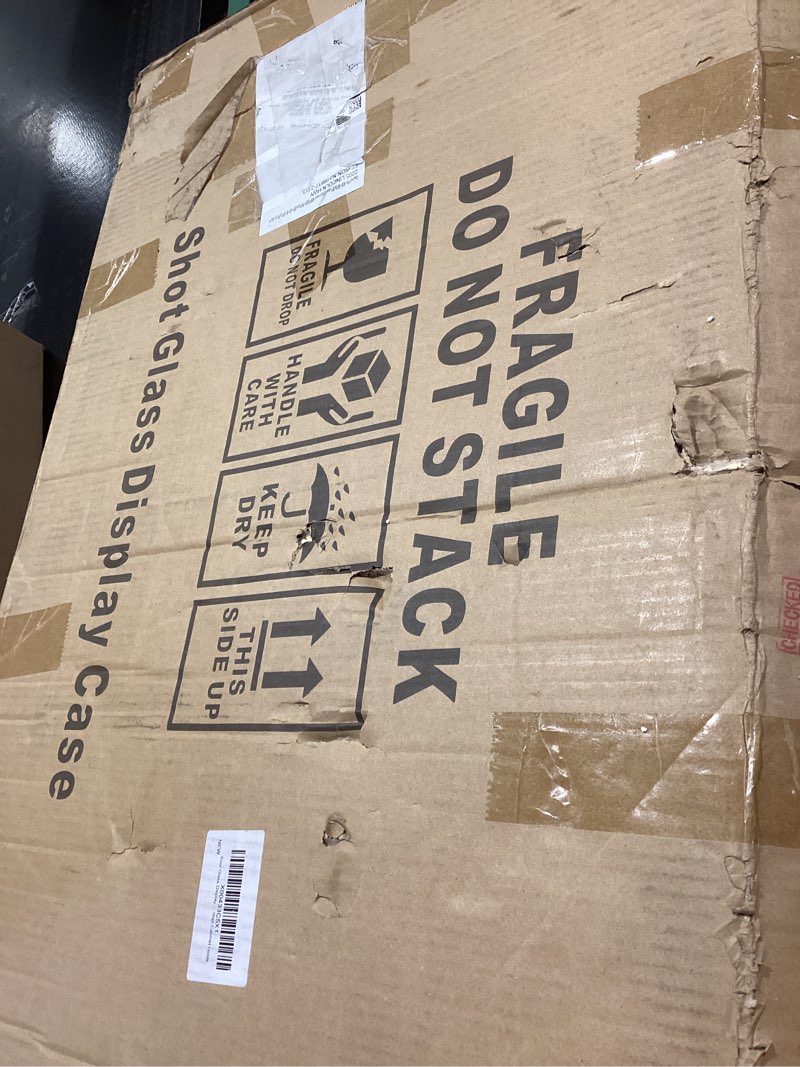 FRAGILE
DO NOT STACK
FRAGILE
DO NOT DROP
HANDLE
WITH
CARE
KEEP
DRY
THIS
SIDE UP
Shot Glass Display Case
X00433C5X1
CHECKED